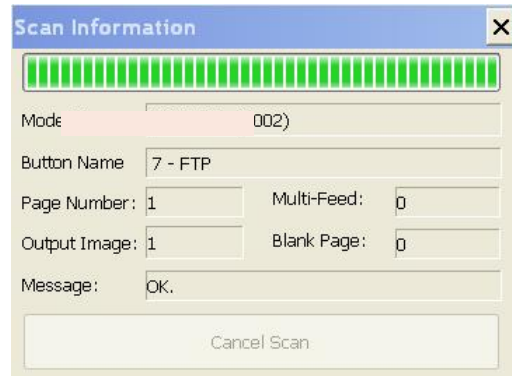 Scan Information
Mode 002)
Button Name 7 - FTP
Page Number: 1 Multi-Feed: 0
Output Image: 1 Blank Page: 0
Message: OK.
Cancel Scan